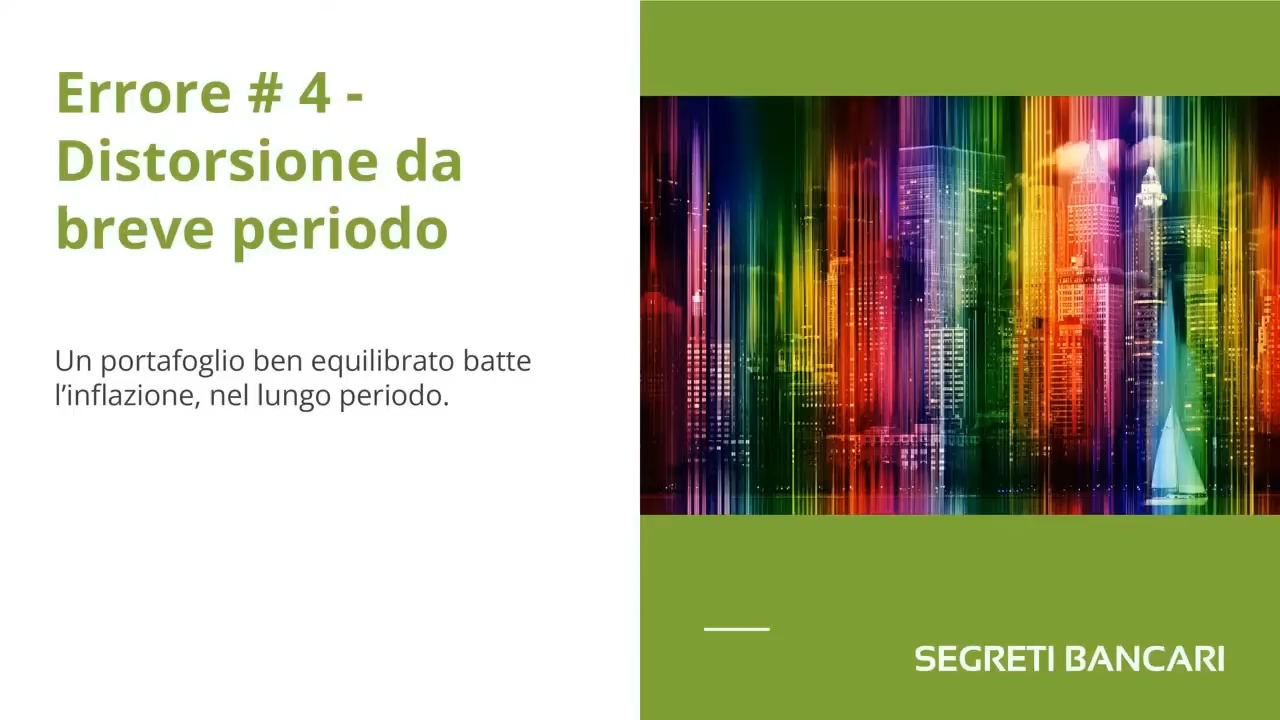 Errore # 4 -
Distorsione da
breve periodo
Un portafoglio ben equilibrato batte
l’inflazione, nel lungo periodo.
SEGRETI BANCARI